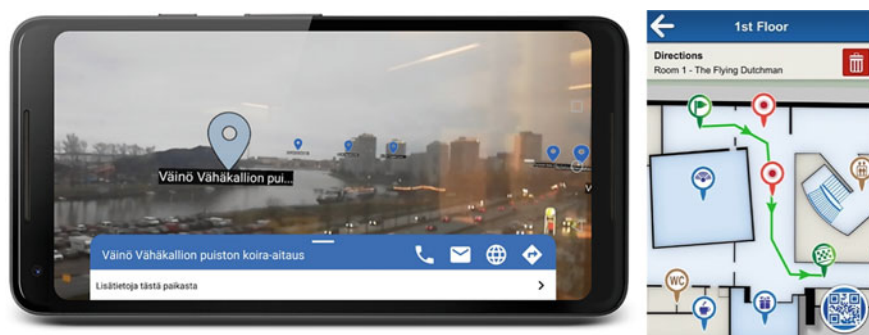 Väinö Vähäkallion pui...
Väinö Vähäkallion puiston koira-aitaus
Lisätietoja tästä paikasta
1st Floor
Directions
Room 1 - The Flying Dutchman
WC